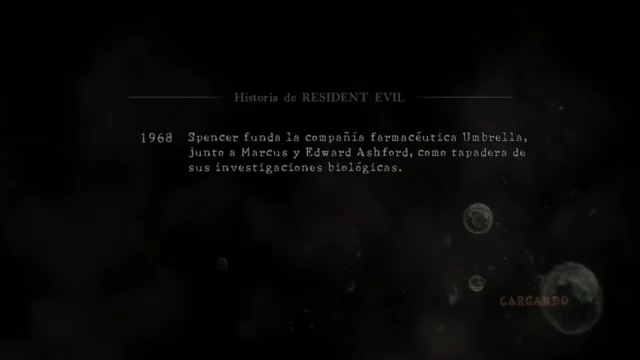 Historia de RESIDENT EVIL
1968 Spencer funda la compañía farmacéutica Umbrella,
junto a Marcus y Edward Ashford, como tapadera de
sus investigaciones biológicas.
CARGANDO